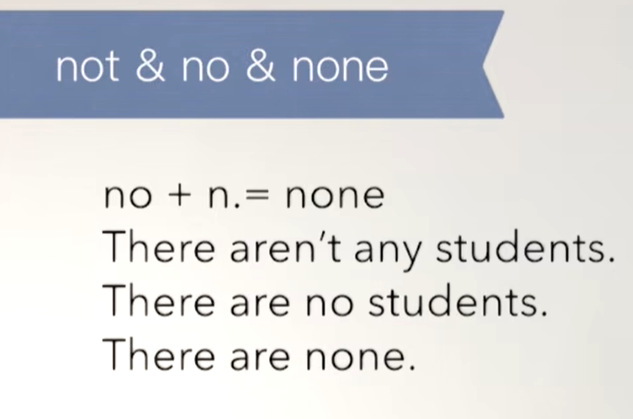 not & no & none
no + n.= none
There aren't any students.
There are no students.
There are none.